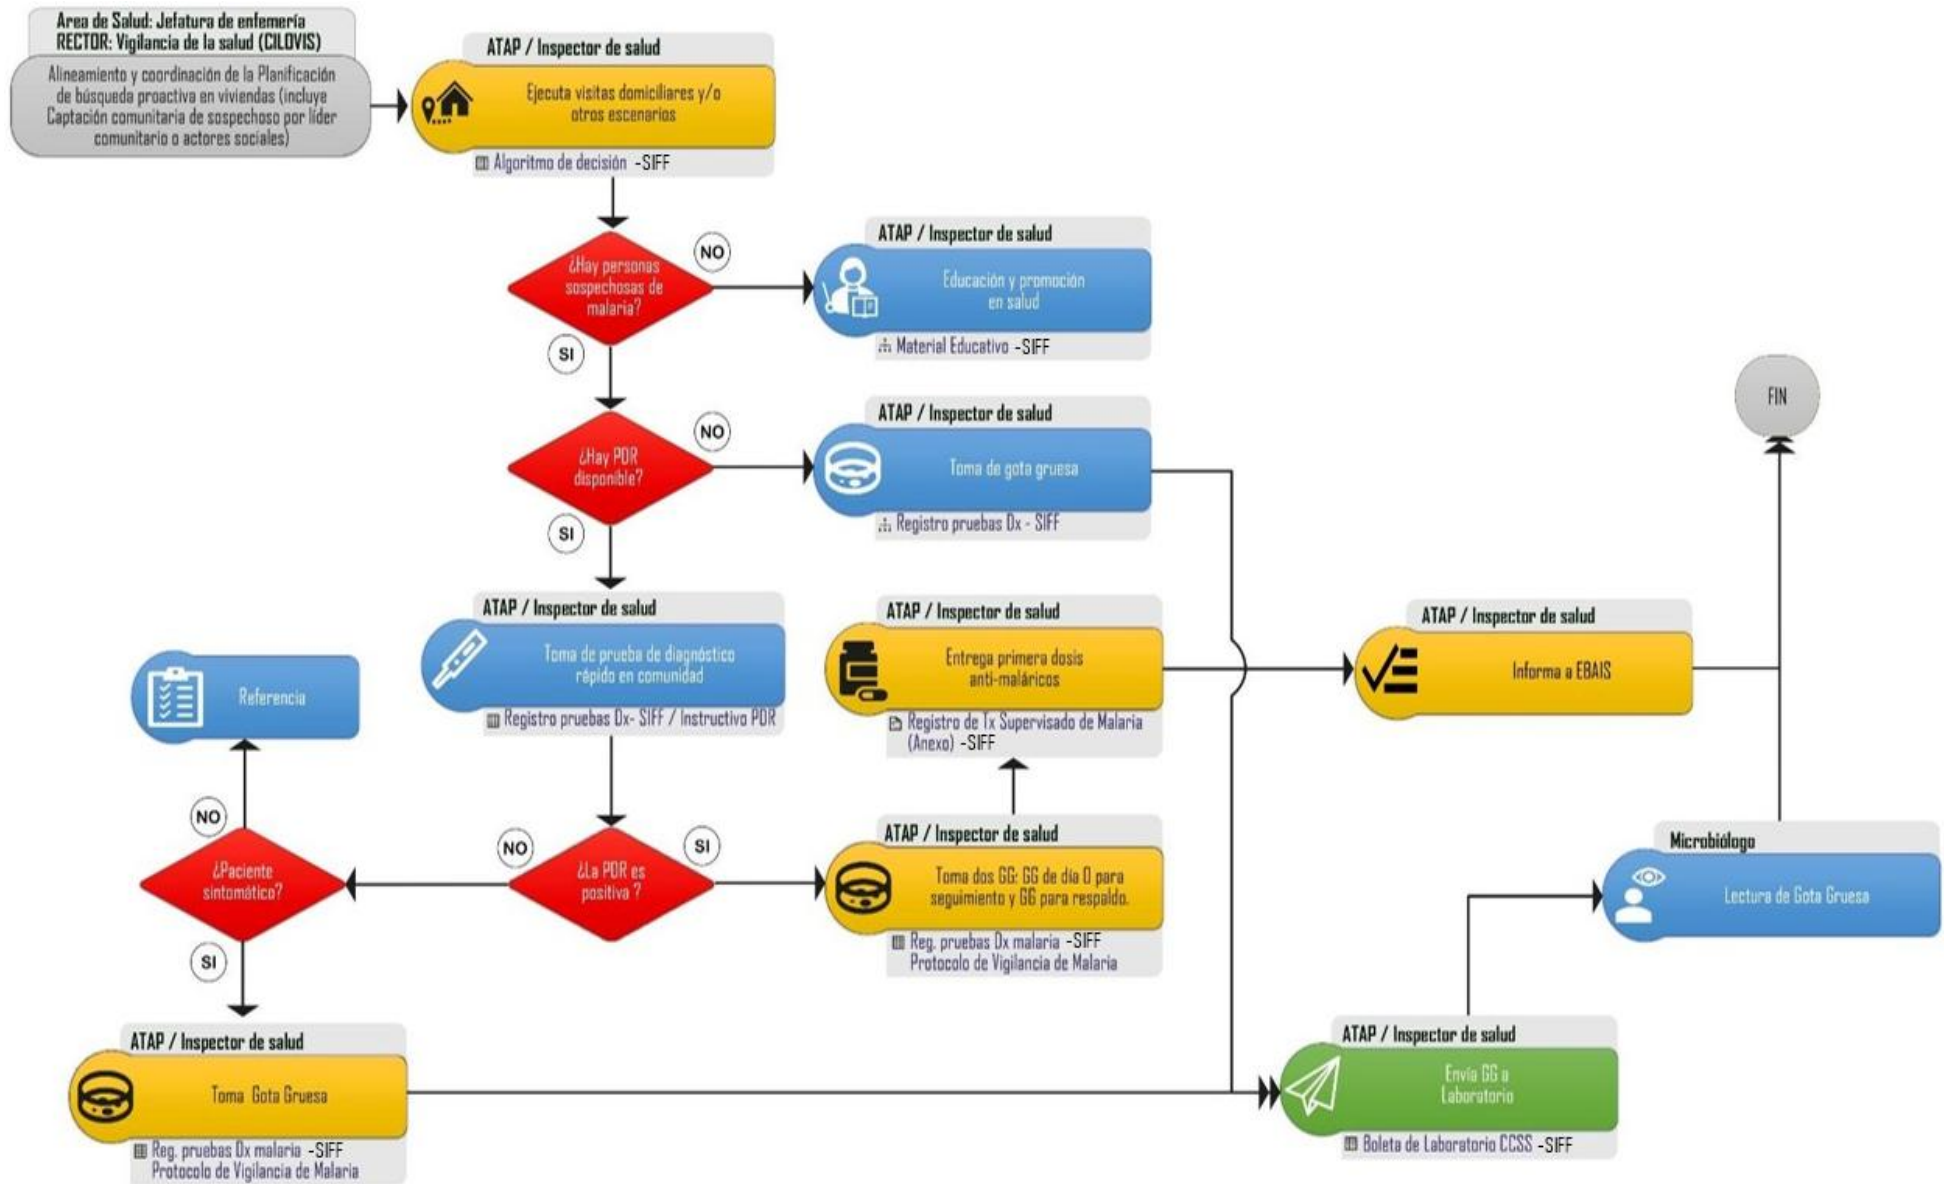 Area de Salud: Jefatura de enfemería
RECTOR: Vigilancia de la salud (CILOVIS)
Alineamiento y coordinación de la Planificación
de búsqueda proactiva en viviendas (incluye
Captación comunitaria de sospechoso por líder
comunitario o actores sociales)
ATAP / Inspector de salud
Ejecuta visitas domiciliares y/o
otros escenarios
Algoritmo de decisión -SIFF
¿Hay personas
sospechosas de
malaria?
NO
SI
ATAP / Inspector de salud
Educación y promoción
en salud
Material Educativo -SIFF
¿Hay PDR
disponible?
NO
SI
ATAP / Inspector de salud
Toma de gota gruesa
Registro pruebas Dx - SIFF
FIN
ATAP / Inspector de salud
Toma de prueba de diagnóstico
rápido en comunidad
Registro pruebas Dx- SIFF / Instructivo PDR
ATAP / Inspector de salud
Entrega primera dosis
anti-maláricos
Registro de Tx Supervisado de Malaria
(Anexo) -SIFF
ATAP / Inspector de salud
Informa a EBAIS
Referencia
NO
¿Paciente
sintomático?
SI
NO
¿La PDR es
positiva ?
SI
ATAP / Inspector de salud
Toma dos GG: GG de día 0 para
seguimiento y GG para respaldo.
Reg. pruebas Dx malaria -SIFF
Protocolo de Vigilancia de Malaria
Microbiólogo
Lectura de Gota Gruesa
ATAP / Inspector de salud
Toma Gota Gruesa
Reg. pruebas Dx malaria -SIFF
Protocolo de Vigilancia de Malaria
ATAP / Inspector de salud
Envía GG a
Laboratorio
Boleta de Laboratorio CCSS -SIFF